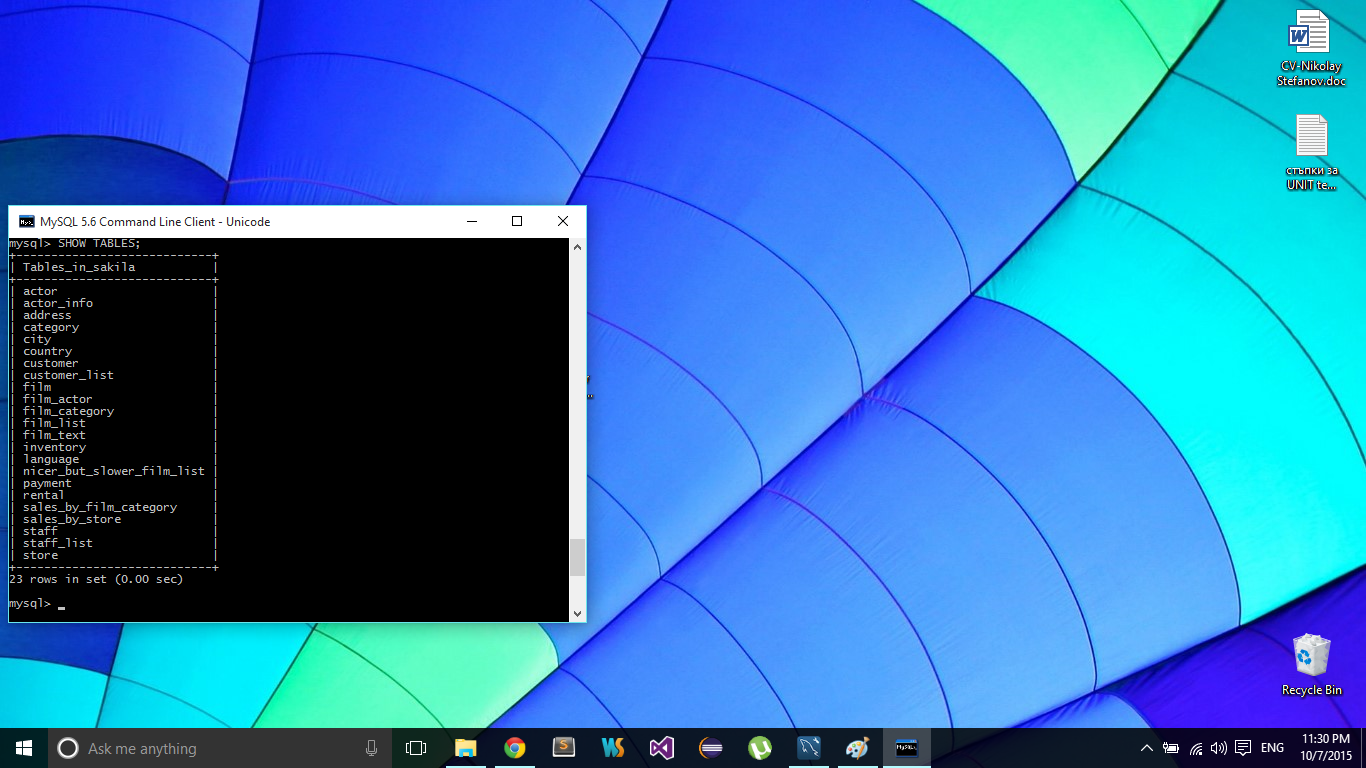 CV-Nikolay
Stefanov.doc
стъпки за
UNIT te...
MySQL 5.6 Command Line Client - Unicode
mysql> SHOW TABLES;
+----------------------------+
| Tables_in_sakila           |
+----------------------------+
| actor                      |
| actor_info                 |
| address                    |
| category                   |
| city                       |
| country                    |
| customer                   |
| customer_list              |
| film                       |
| film_actor                 |
| film_category              |
| film_list                  |
| film_text                  |
| inventory                  |
| language                   |
| nicer_but_slower_film_list |
| payment                    |
| rental                     |
| sales_by_film_category     |
| sales_by_store             |
| staff                      |
| staff_list                 |
| store                      |
+----------------------------+
23 rows in set (0.00 sec)
mysql> _
Recycle Bin
Ask me anything
ENG
11:30 PM
10/7/2015